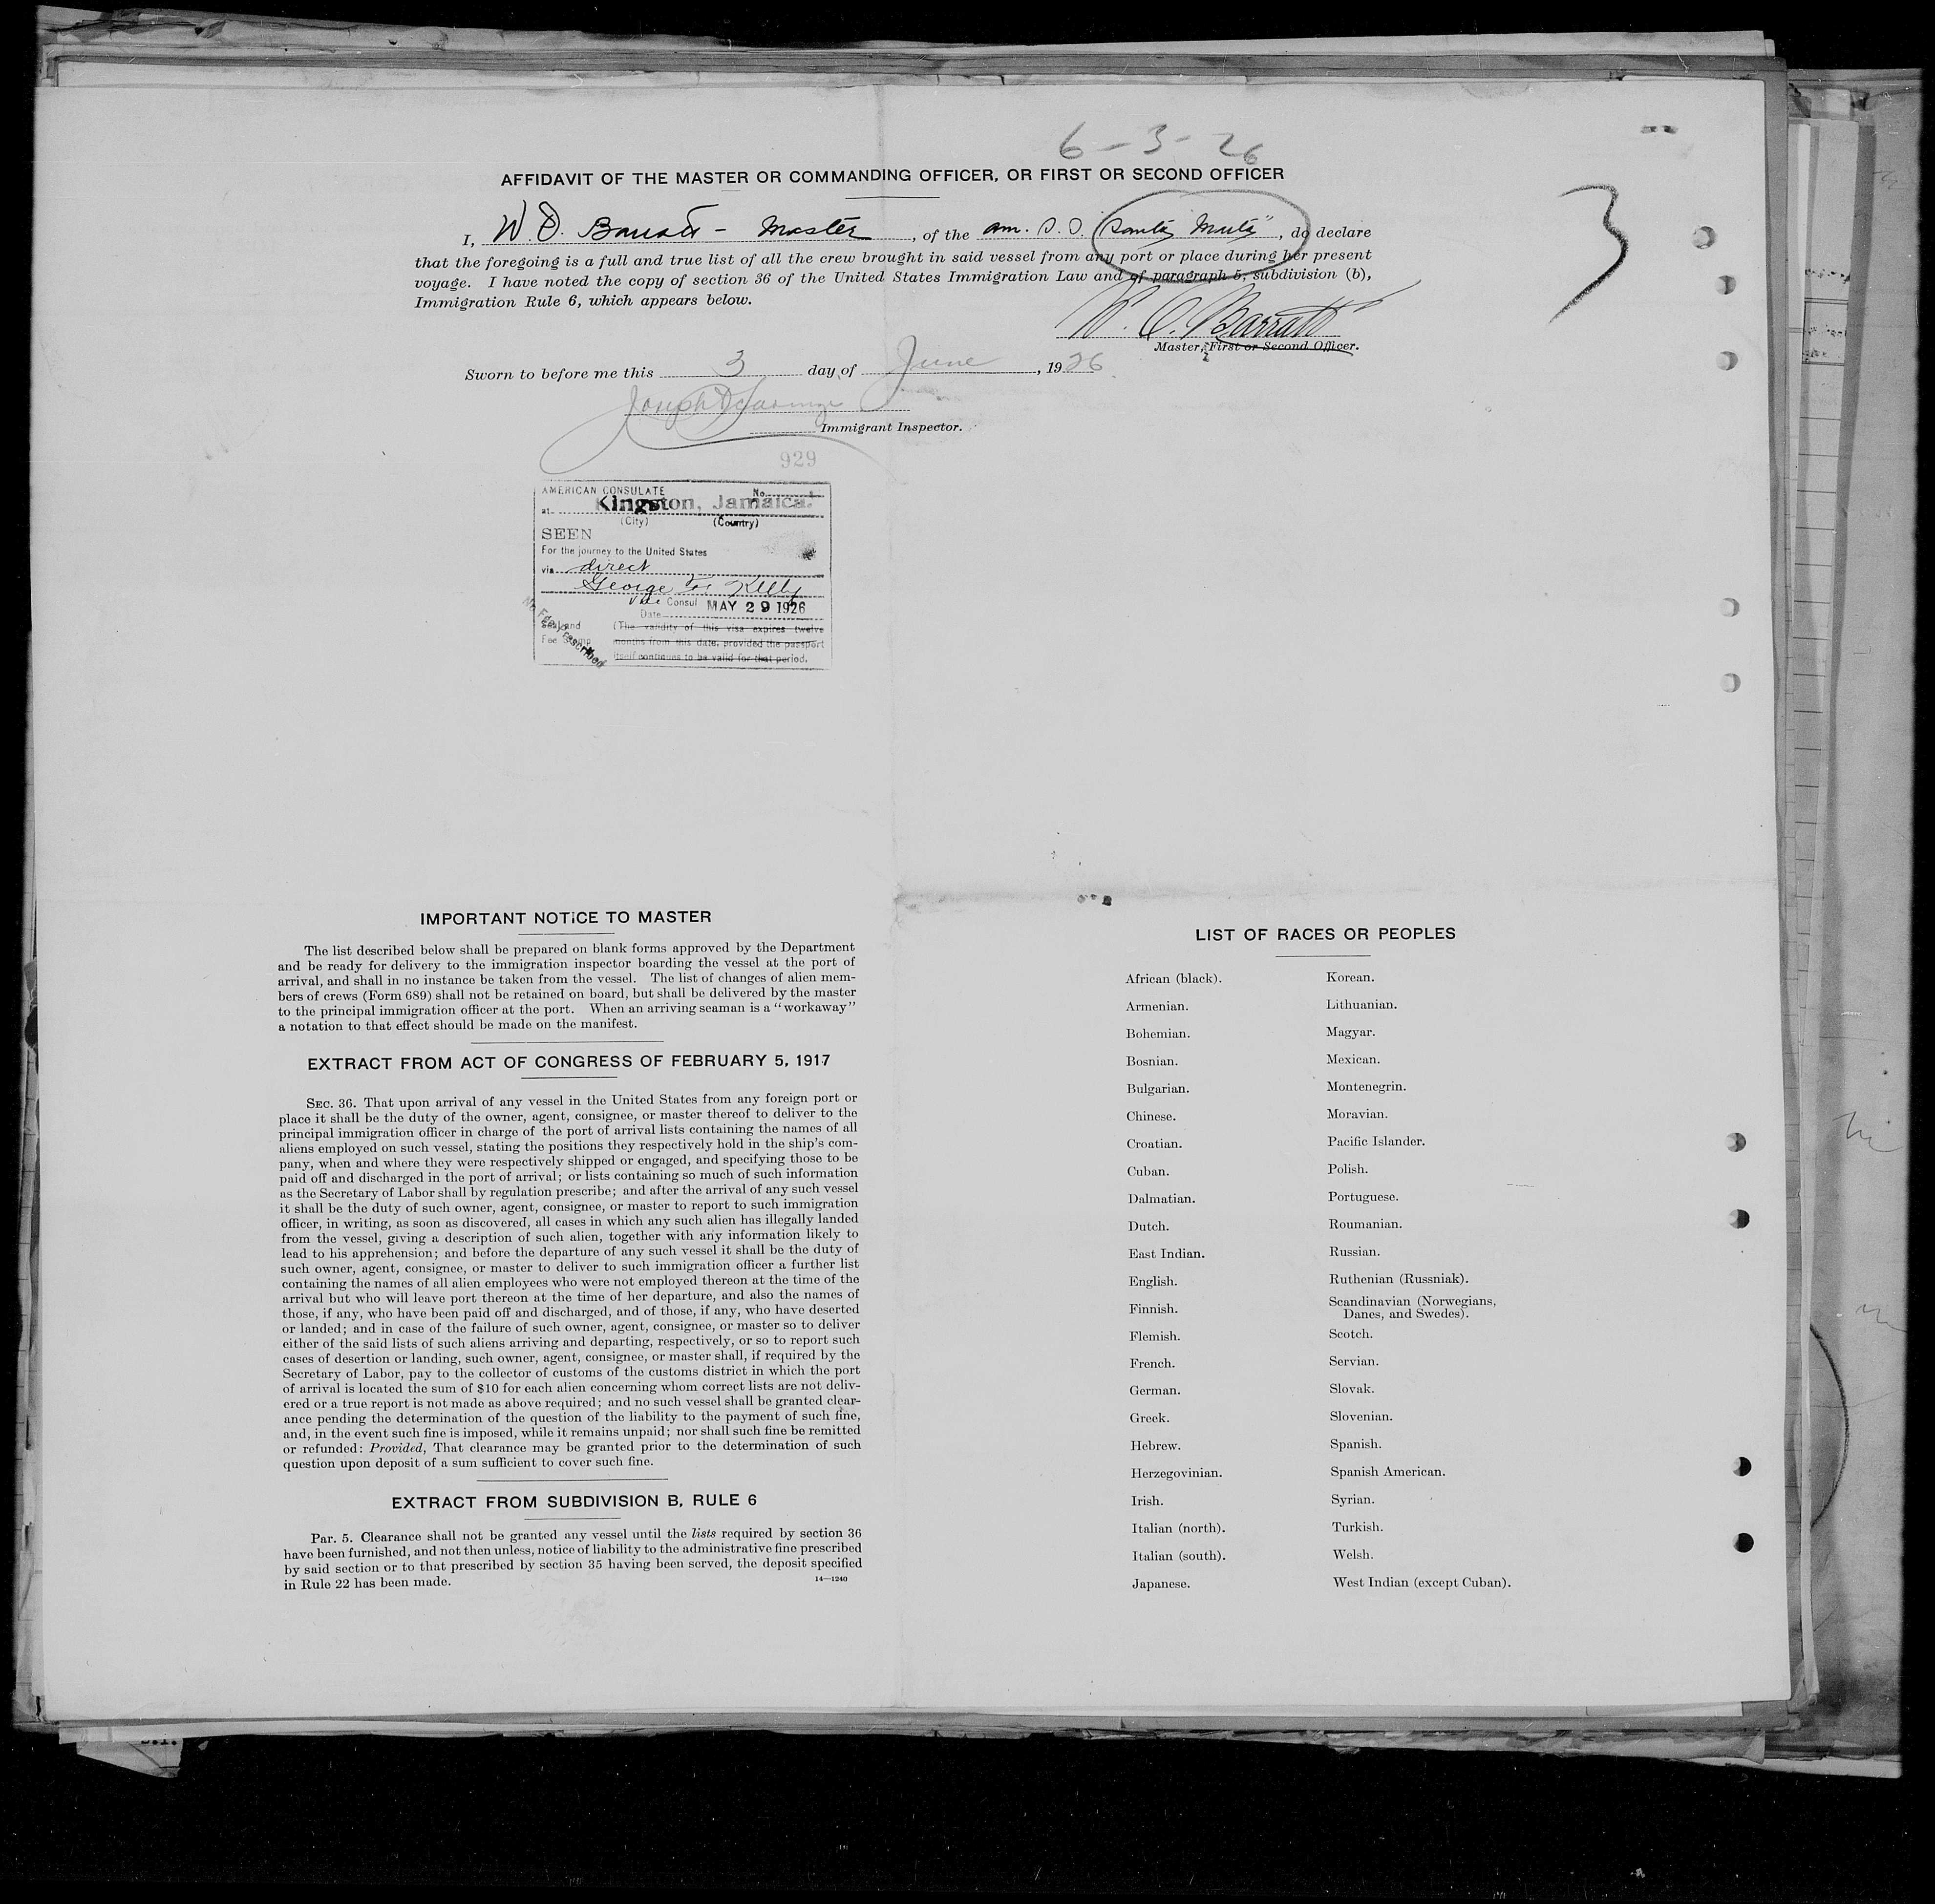 6-3-26
AFFIDAVIT OF THE MASTER OR COMMANDING OFFICER, OR FIRST OR SECOND OFFICER
3
I, W. O. Barratt - Master, of the am. S. S. "Santa Marta", do declare
that the foregoing is a full and true list of all the crew brought in said vessel from any port or place during her present
voyage. I have noted the copy of section 36 of the United States Immigration Law and of paragraph 5, subdivision (b),
Immigration Rule 6, which appears below.
W. O. Barratt
Master, First or Second Officer.
Sworn to before me this 3 day of June, 1926
Joseph
Immigrant Inspector.
929
AMERICAN CONSULATE No.
at Kingston, Jamaica.
(City) (Country)
SEEN
For the journey to the United States
via direct
George Kelly
Vice Consul MAY 29 1926
Date
No Fee Prescribed
Seal and
Fee Stamp
(The validity of this visa expires twelve
months from this date, provided the passport
itself continues to be valid for that period.
IMPORTANT NOTICE TO MASTER
The list described below shall be prepared on blank forms approved by the Department
and be ready for delivery to the immigration inspector boarding the vessel at the port of
arrival, and shall in no instance be taken from the vessel. The list of changes of alien mem-
bers of crews (Form 689) shall not be retained on board, but shall be delivered by the master
to the principal immigration officer at the port. When an arriving seaman is a "workaway"
a notation to that effect should be made on the manifest.
EXTRACT FROM ACT OF CONGRESS OF FEBRUARY 5, 1917
SEC. 36. That upon arrival of any vessel in the United States from any foreign port or
place it shall be the duty of the owner, agent, consignee, or master thereof to deliver to the
principal immigration officer in charge of the port of arrival lists containing the names of all
aliens employed on such vessel, stating the positions they respectively hold in the ship's com-
pany, when and where they were respectively shipped or engaged, and specifying those to be
paid off and discharged in the port of arrival; or lists containing so much of such information
as the Secretary of Labor shall by regulation prescribe; and after the arrival of any such vessel
it shall be the duty of such owner, agent, consignee, or master to report to such immigration
officer, in writing, as soon as discovered, all cases in which any such alien has illegally landed
from the vessel, giving a description of such alien, together with any information likely to
lead to his apprehension; and before the departure of any such vessel it shall be the duty of
such owner, agent, consignee, or master to deliver to such immigration officer a further list
containing the names of all alien employees who were not employed thereon at the time of the
arrival but who will leave port thereon at the time of her departure, and also the names of
those, if any, who have been paid off and discharged, and of those, if any, who have deserted
or landed; and in case of the failure of such owner, agent, consignee, or master so to deliver
either of the said lists of such aliens arriving and departing, respectively, or so to report such
cases of desertion or landing, such owner, agent, consignee, or master shall, if required by the
Secretary of Labor, pay to the collector of customs of the customs district in which the port
of arrival is located the sum of $10 for each alien concerning whom correct lists are not deliv-
ered or a true report is not made as above required; and no such vessel shall be granted clear-
ance pending the determination of the question of the liability to the payment of such fine,
and, in the event such fine is imposed, while it remains unpaid; nor shall such fine be remitted
or refunded: Provided, That clearance may be granted prior to the determination of such
question upon deposit of a sum sufficient to cover such fine.
EXTRACT FROM SUBDIVISION B, RULE 6
Par. 5. Clearance shall not be granted any vessel until the lists required by section 36
have been furnished, and not then unless, notice of liability to the administrative fine prescribed
by said section or to that prescribed by section 35 having been served, the deposit specified
in Rule 22 has been made.
14-1240
LIST OF RACES OR PEOPLES
African (black).
Armenian.
Bohemian.
Bosnian.
Bulgarian.
Chinese.
Croatian.
Cuban.
Dalmatian.
Dutch.
East Indian.
English.
Finnish.
Flemish.
French.
German.
Greek.
Hebrew.
Herzegovinian.
Irish.
Italian (north).
Italian (south).
Japanese.
Korean.
Lithuanian.
Magyar.
Mexican.
Montenegrin.
Moravian.
Pacific Islander.
Polish.
Portuguese.
Roumanian.
Russian.
Ruthenian (Russniak).
Scandinavian (Norwegians,
Danes, and Swedes).
Scotch.
Servian.
Slovak.
Slovenian.
Spanish.
Spanish American.
Syrian.
Turkish.
Welsh.
West Indian (except Cuban).